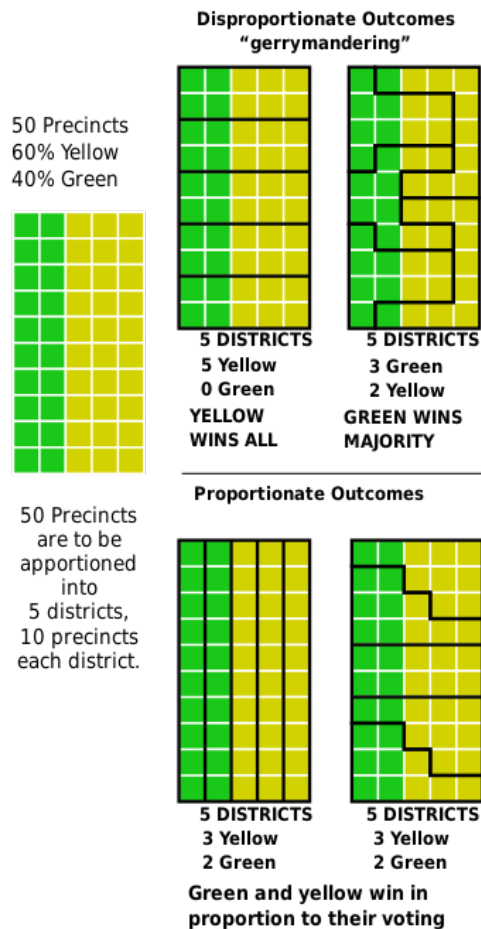 Disproportionate Outcomes
“gerrymandering”
50 Precincts
60% Yellow
40% Green
5 DISTRICTS
5 Yellow
0 Green
YELLOW
WINS ALL
5 DISTRICTS
3 Green
2 Yellow
GREEN WINS
MAJORITY
Proportionate Outcomes
50 Precincts
are to be
apportioned
into
5 districts,
10 precincts
each district.
5 DISTRICTS
3 Yellow
2 Green
5 DISTRICTS
3 Yellow
2 Green
Green and yellow win in
proportion to their voting